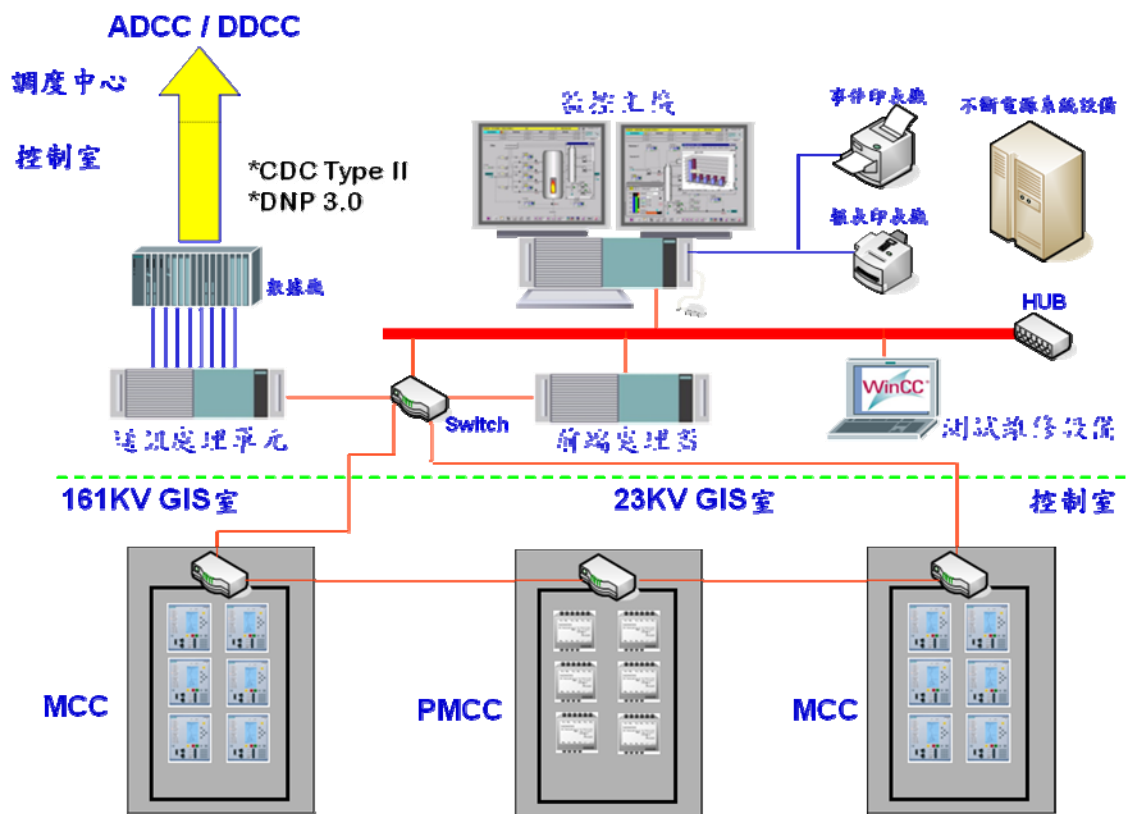 ADCC / DDCC
調度中心
控制室
*CDC Type II
*DNP 3.0
監控主機
事件印表機
不斷電源系統設備
報表印表機
數據機
HUB
WinCC
Switch
通訊處理單元
前端處理器
測試維修設備
161KV GIS室
23KV GIS室
控制室
MCC
PMCC
MCC